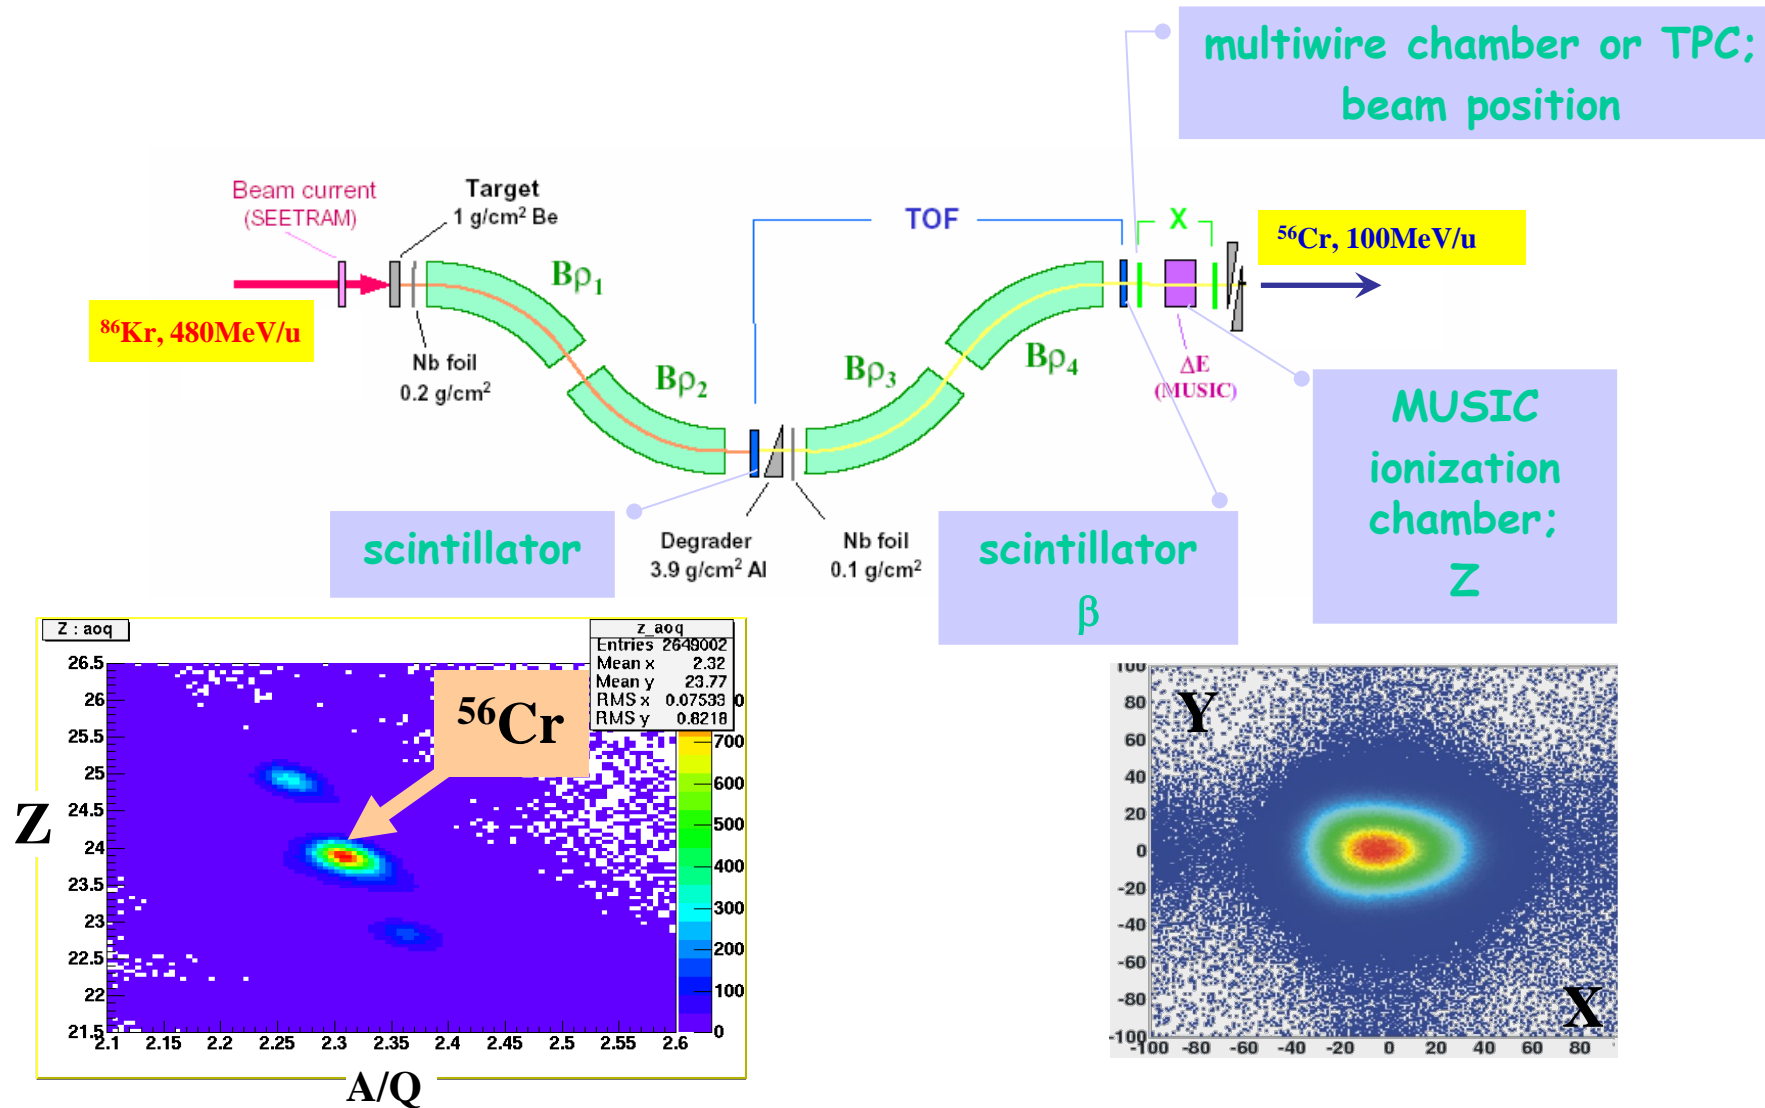 multiwire chamber or TPC;
beam position
Beam current
(SEETRAM)
Target
1 g/cm² Be
TOF
X
⁵⁶Cr, 100MeV/u
⁸⁶Kr, 480MeV/u
Bρ₁
Nb foil
0.2 g/cm²
Bρ₂
Bρ₃
Bρ₄
ΔE
(MUSIC)
MUSIC
ionization
chamber;
Z
scintillator
Degrader
3.9 g/cm² Al
Nb foil
0.1 g/cm²
scintillator
β
Z : aoq
z_aoq
Entries 2649002
Mean x 2.32
Mean y 23.77
RMS x 0.07533
RMS y 0.8218
⁵⁶Cr
Z
26.5
26
25.5
25
24.5
24
23.5
23
22.5
22
21.5
2.1 2.15 2.2 2.25 2.3 2.35 2.4 2.45 2.5 2.55 2.6
A/Q
0
700
600
500
400
300
200
100
0
Y
100
80
60
40
20
0
-20
-40
-60
-80
-100
-100 -80 -60 -40 -20 0 20 40 60 80
X